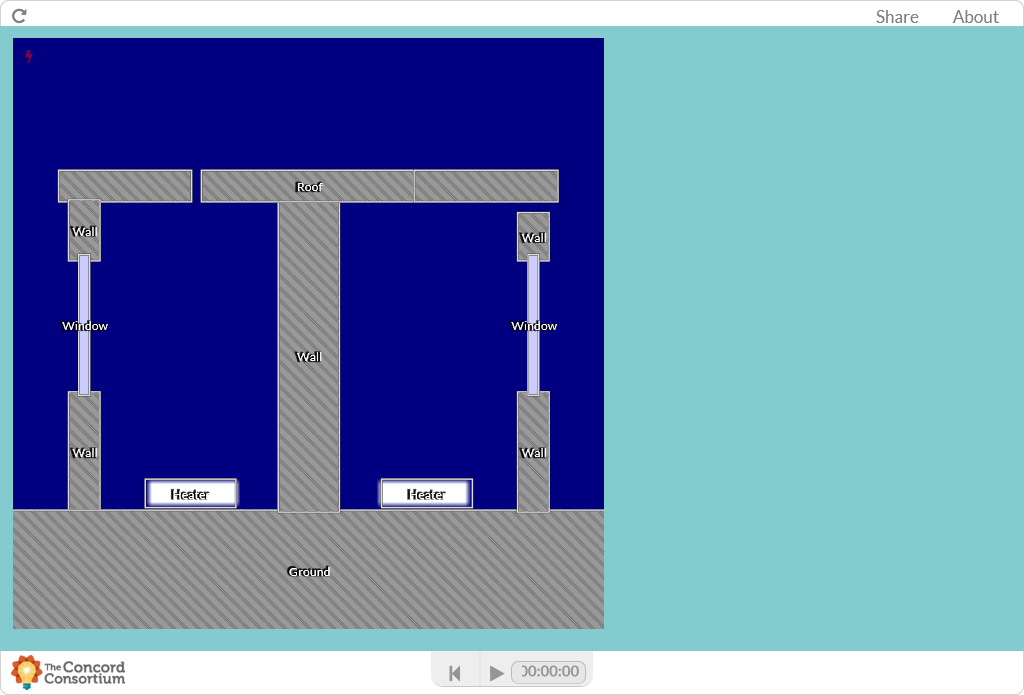 Share About
Roof
Wall Wall
Window Window
Wall
Wall Wall
Heater Heater
Ground
The Concord
Consortium
00:00:00